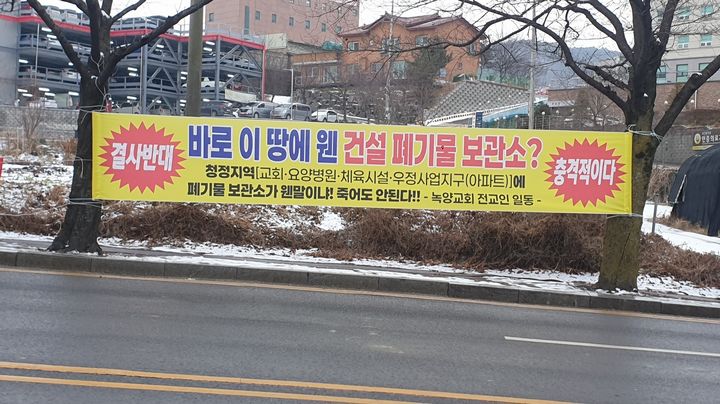 결사반대
바로 이 땅에 웬 건설 폐기물 보관소?
청정지역[교회·요양병원·체육시설·우정사업지구(아파트)]에
폐기물 보관소가 웬말이냐! 죽어도 안된다!! - 녹양교회 전교인 일동 -
충격적이다